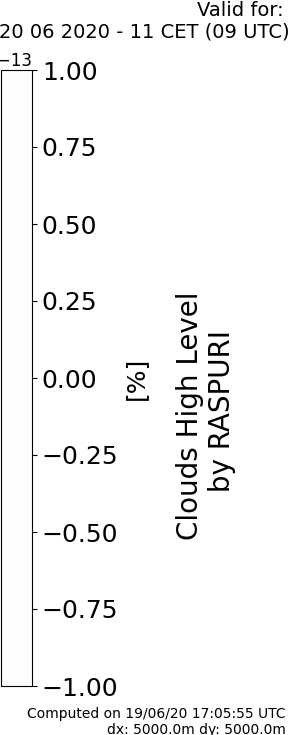 Valid for:
20 06 2020 - 11 CET (09 UTC)
−13
1.00
0.75
0.50
0.25
0.00
−0.25
−0.50
−0.75
−1.00
[%]
Clouds High Level
by RASPURI
Computed on 19/06/20 17:05:55 UTC
dx: 5000.0m dy: 5000.0m